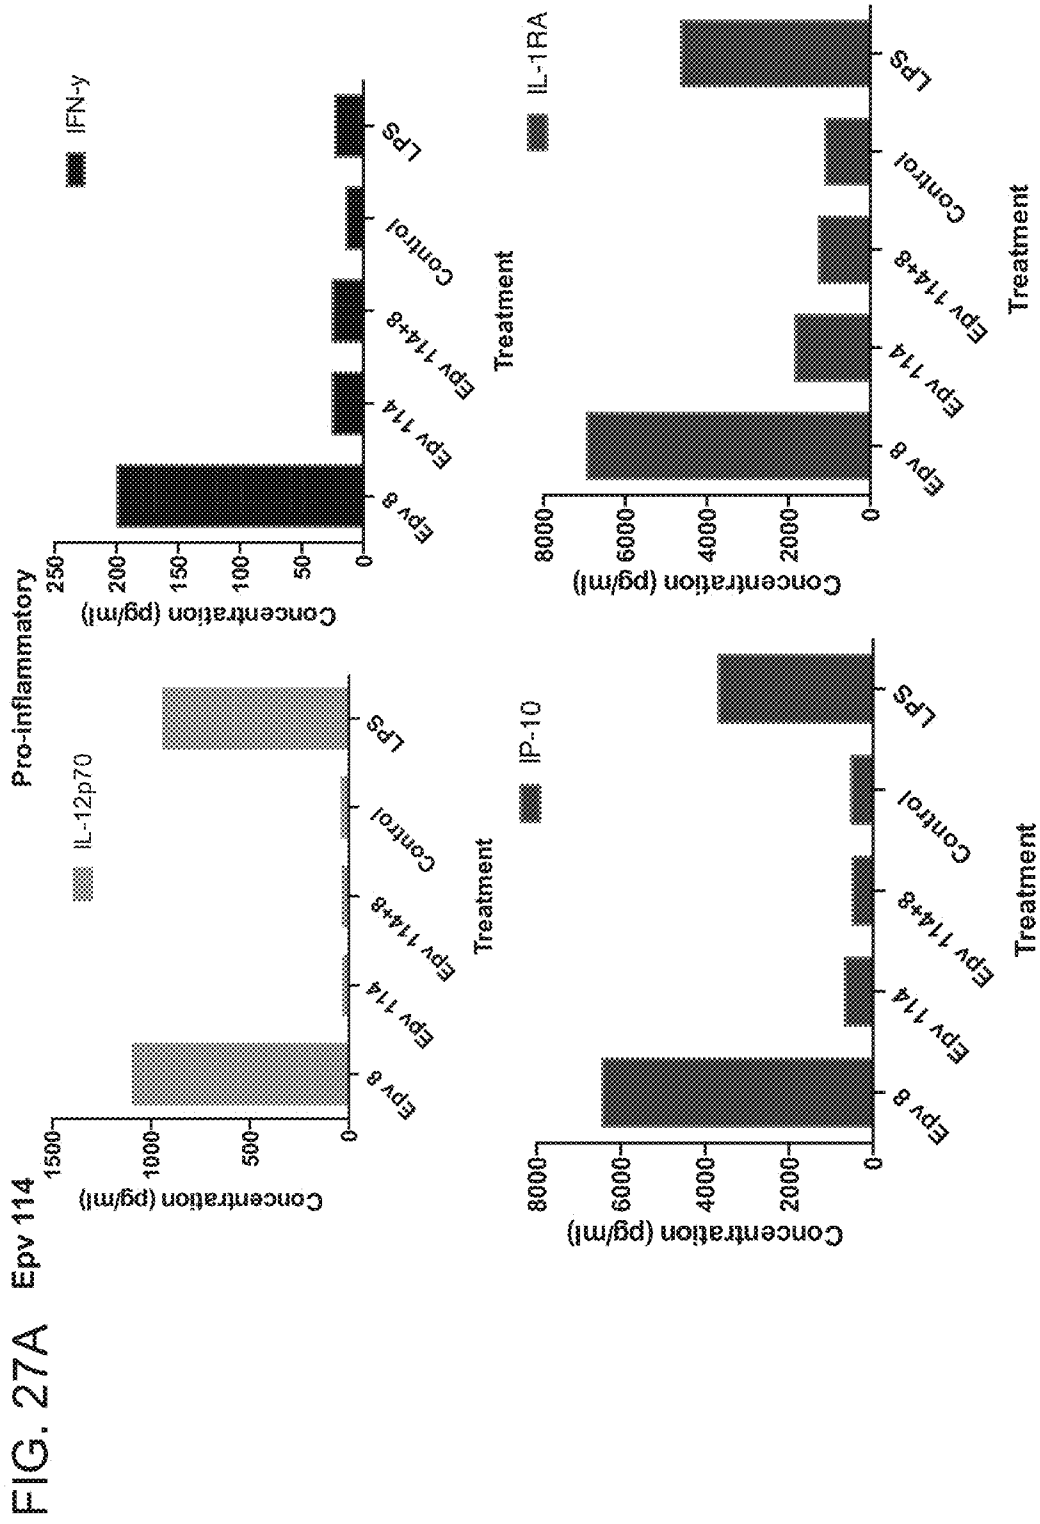 FIG. 27A Epv 114
Pro-inflammatory
IL-12p70
Concentration (pg/ml)
1500
1000
500
0
Epv 8
Epv 114
Epv 114+8
Control
LPS
Treatment
IFN-y
Concentration (pg/ml)
250
200
150
100
50
0
Epv 8
Epv 114
Epv 114+8
Control
LPS
Treatment
IP-10
Concentration (pg/ml)
8000
6000
4000
2000
0
Epv 8
Epv 114
Epv 114+8
Control
LPS
Treatment
IL-1RA
Concentration (pg/ml)
8000
6000
4000
2000
0
Epv 8
Epv 114
Epv 114+8
Control
LPS
Treatment